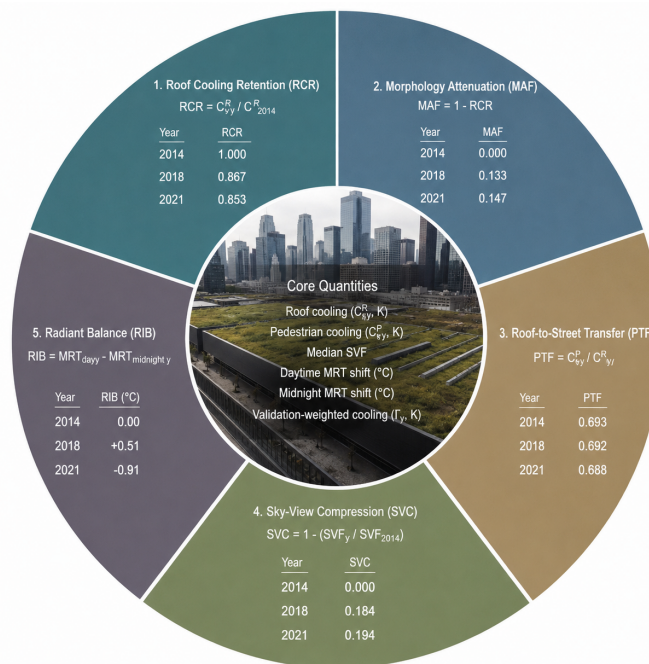 1. Roof Cooling Retention (RCR)
RCR = C^R_yy / C^R_2014
Year RCR
2014 1.000
2018 0.867
2021 0.853
2. Morphology Attenuation (MAF)
MAF = 1 - RCR
Year MAF
2014 0.000
2018 0.133
2021 0.147
Core Quantities
Roof cooling (C^R_y, K)
Pedestrian cooling (C^P_y, K)
Median SVF
Daytime MRT shift (°C)
Midnight MRT shift (°C)
Validation-weighted cooling (Γ_y, K)
3. Roof-to-Street Transfer (PTF
PTF = C^P_y / C^R_y
Year PTF
2014 0.693
2018 0.692
2021 0.688
4. Sky-View Compression (SVC)
SVC = 1 - (SVF_y / SVF_2014)
Year SVC
2014 0.000
2018 0.184
2021 0.194
5. Radiant Balance (RIB)
RIB = MRT_dayy - MRT_midnight y
Year RIB (°C)
2014 0.00
2018 +0.51
2021 -0.91